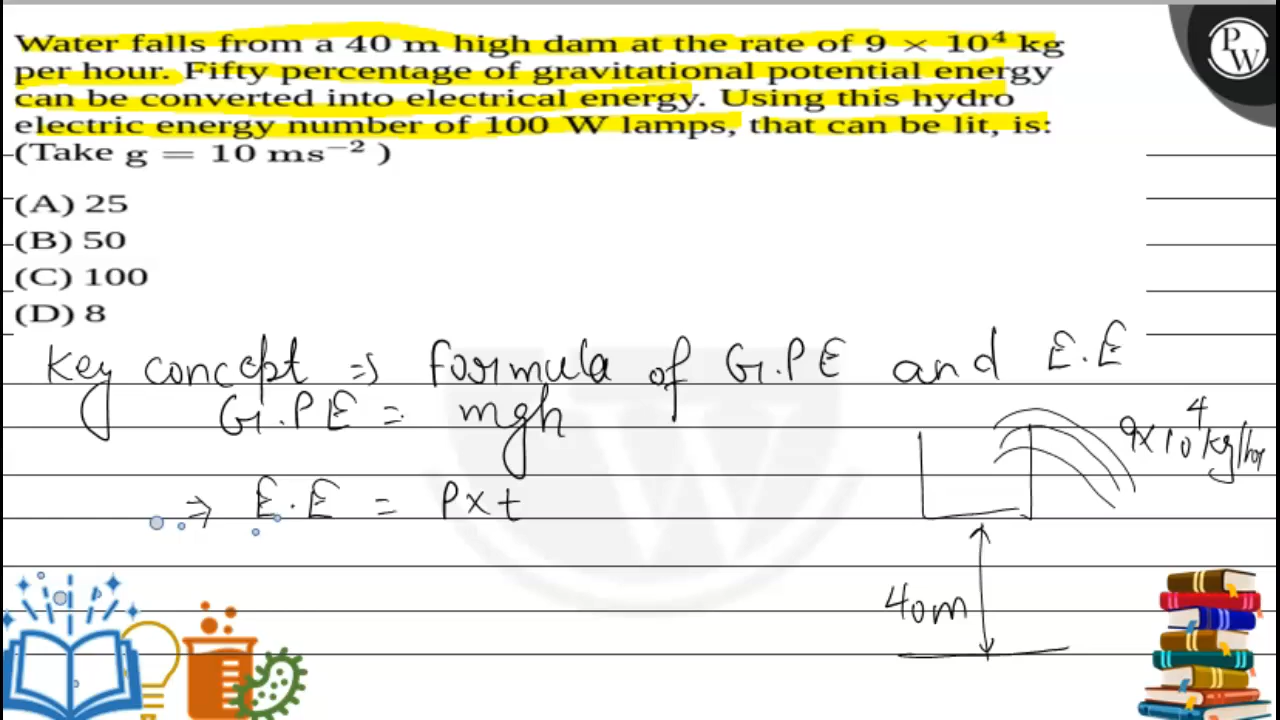 Water falls from a 40 m high dam at the rate of 9 × 10⁴ kg
per hour. Fifty percentage of gravitational potential energy
can be converted into electrical energy. Using this hydro
electric energy number of 100 W lamps, that can be lit, is:
(Take g = 10 ms⁻² )
(A) 25
(B) 50
(C) 100
(D) 8
Key concept ⇒ formula of G.P.E and E.E
G.P.E = mgh
9×10⁴ kg/hor
⇒ E.E = P×t
40m
PW